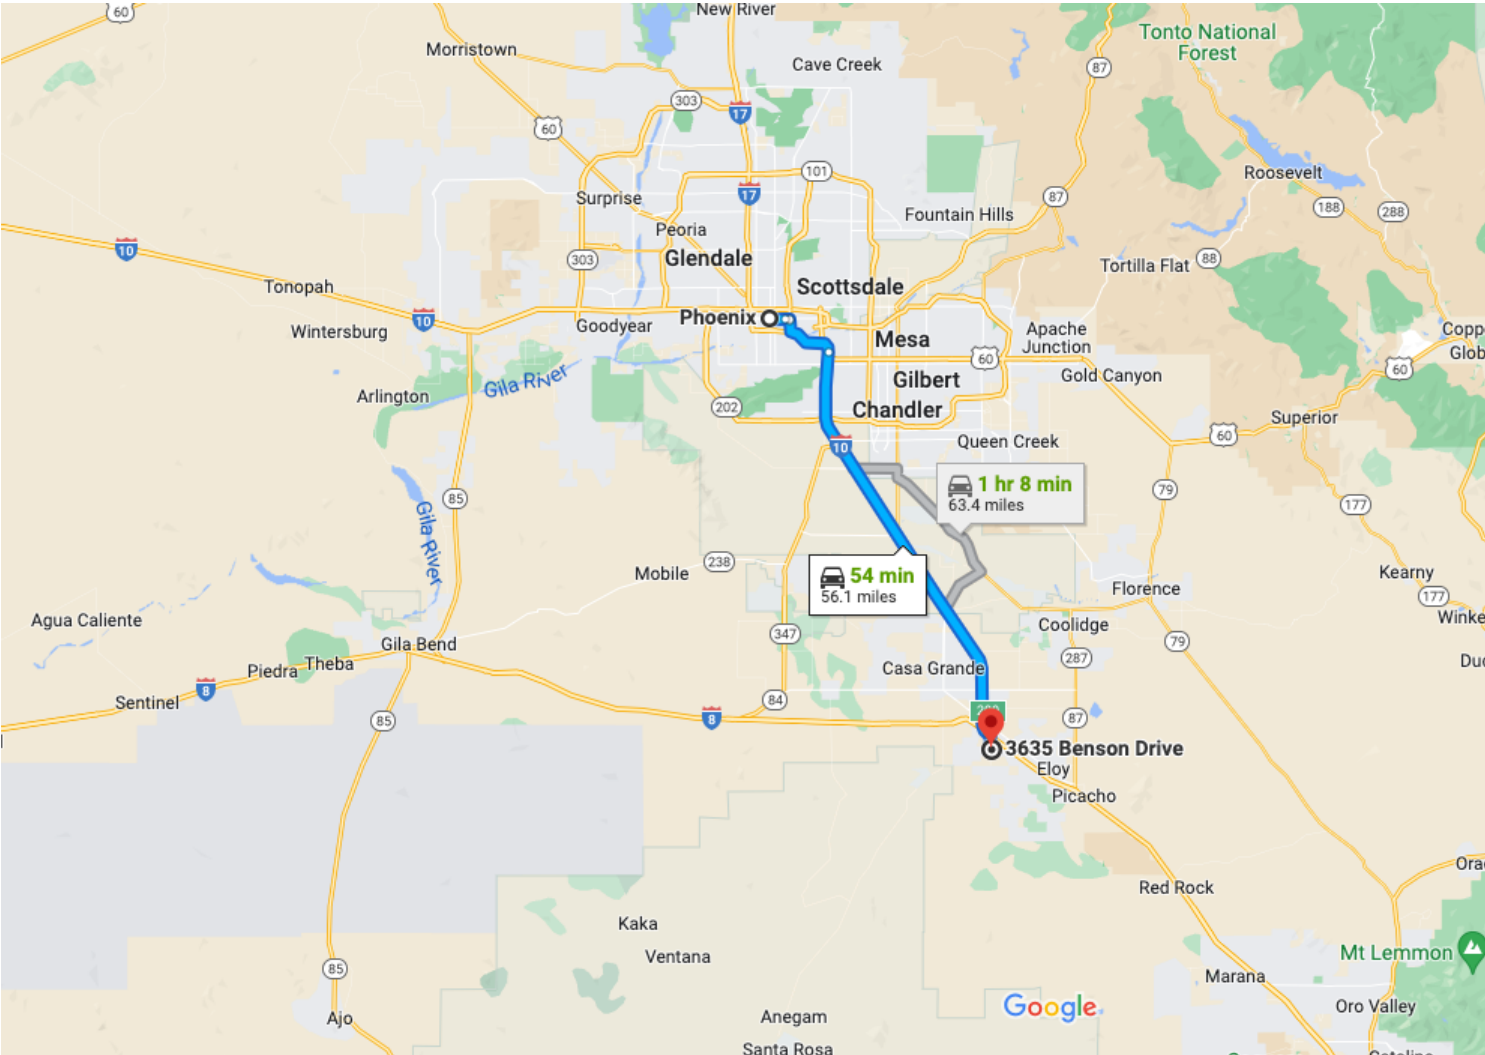 60
New River
Tonto National
Forest
Morristown
Cave Creek
87
303
17
60
101
Roosevelt
17
Surprise
87
188
288
Fountain Hills
Peoria
10
303
Glendale
88
Tortilla Flat
Tonopah
Scottsdale
10
Phoenix
Goodyear
Wintersburg
Apache
Junction
Mesa
60
60
Gila River
Gilbert
Gold Canyon
Arlington
202
Chandler
Superior
60
10
Queen Creek
1 hr 8 min
63.4 miles
79
85
177
Gila River
238
Mobile
54 min
56.1 miles
Kearny
Florence
177
Agua Caliente
Coolidge
347
79
Gila Bend
287
Piedra
Theba
Casa Grande
8
Sentinel
84
85
8
87
3635 Benson Drive
Eloy
Picacho
Red Rock
Kaka
Ventana
Mt Lemmon
85
Marana
Google
Oro Valley
Ajo
Anegam
Santa Rosa